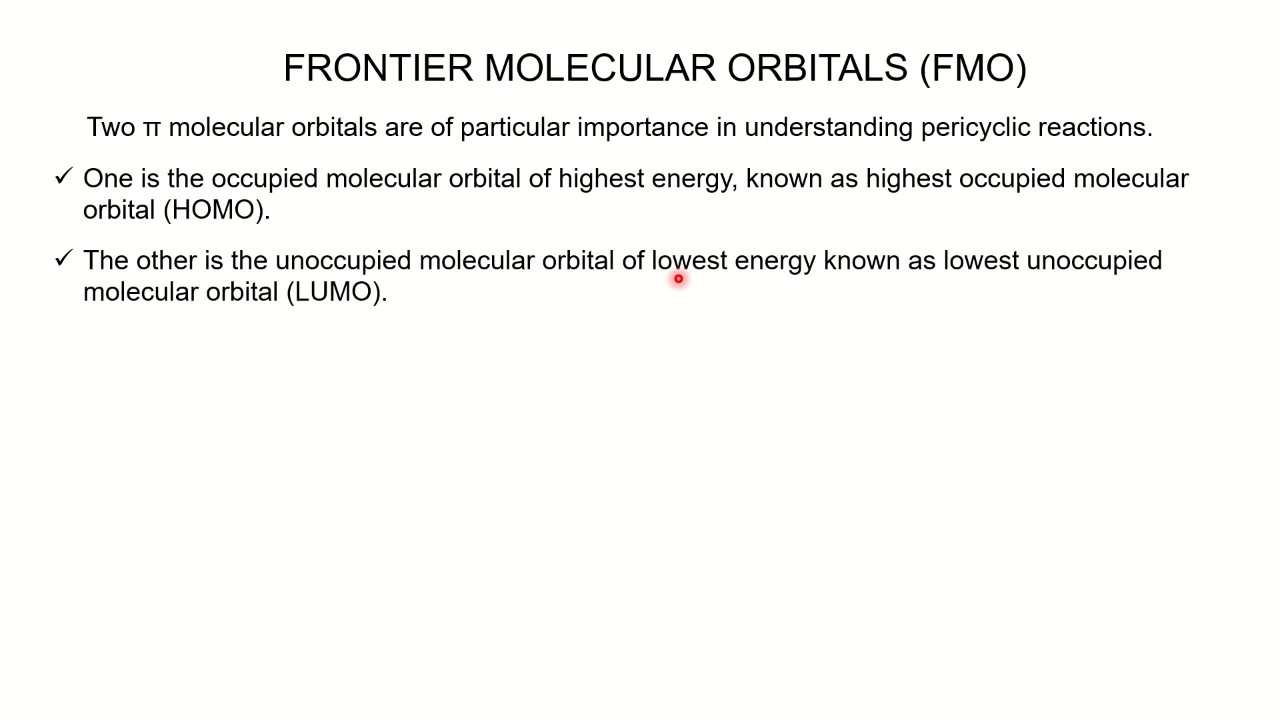 FRONTIER MOLECULAR ORBITALS (FMO)
Two π molecular orbitals are of particular importance in understanding pericyclic reactions.
✓ One is the occupied molecular orbital of highest energy, known as highest occupied molecular
orbital (HOMO).
✓ The other is the unoccupied molecular orbital of lowest energy known as lowest unoccupied
molecular orbital (LUMO).